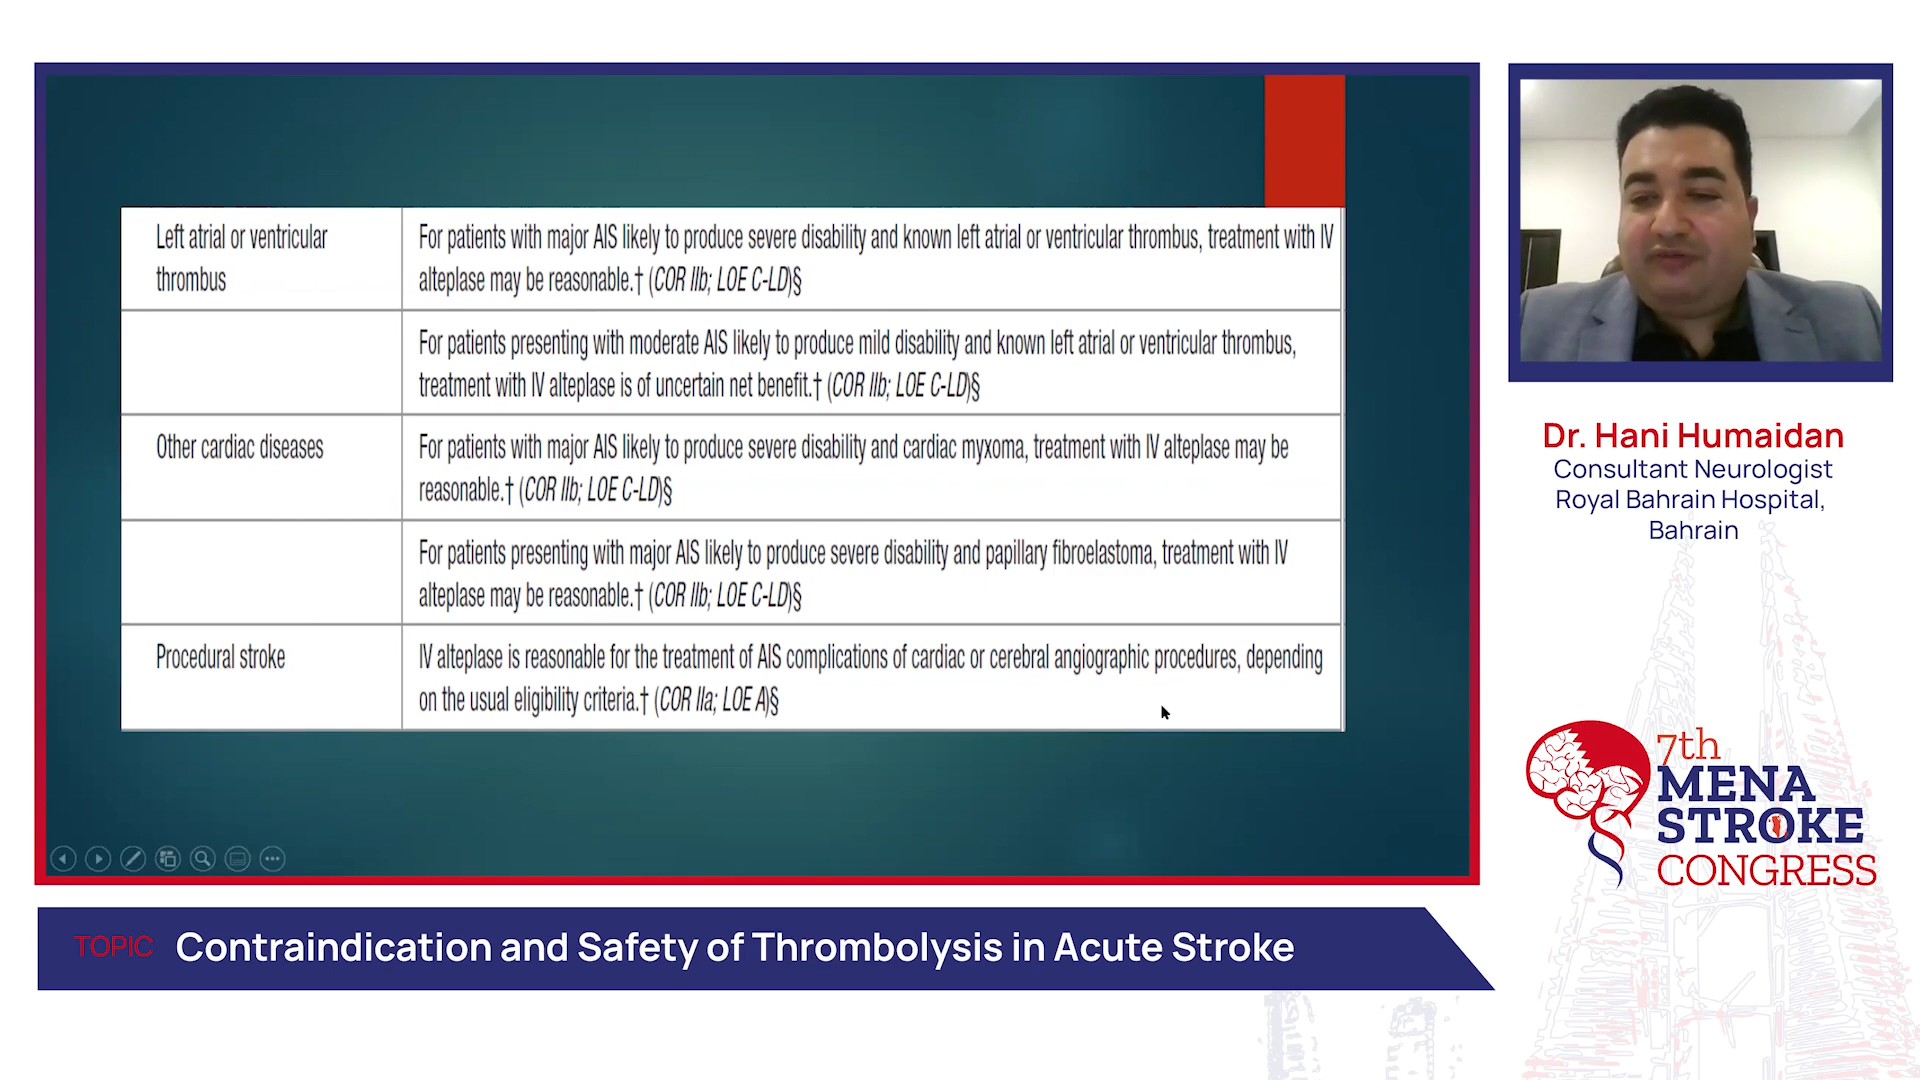 Left atrial or ventricular
thrombus
For patients with major AIS likely to produce severe disability and known left atrial or ventricular thrombus, treatment with IV
alteplase may be reasonable.† (COR IIb; LOE C-LD)§
For patients presenting with moderate AIS likely to produce mild disability and known left atrial or ventricular thrombus,
treatment with IV alteplase is of uncertain net benefit.† (COR IIb; LOE C-LD)§
Other cardiac diseases
For patients with major AIS likely to produce severe disability and cardiac myxoma, treatment with IV alteplase may be
reasonable.† (COR IIb; LOE C-LD)§
For patients presenting with major AIS likely to produce severe disability and papillary fibroelastoma, treatment with IV
alteplase may be reasonable.† (COR IIb; LOE C-LD)§
Procedural stroke
IV alteplase is reasonable for the treatment of AIS complications of cardiac or cerebral angiographic procedures, depending
on the usual eligibility criteria.† (COR IIa; LOE A)§
Dr. Hani Humaidan
Consultant Neurologist
Royal Bahrain Hospital,
Bahrain
7th
MENA
STROKE
CONGRESS
TOPIC Contraindication and Safety of Thrombolysis in Acute Stroke